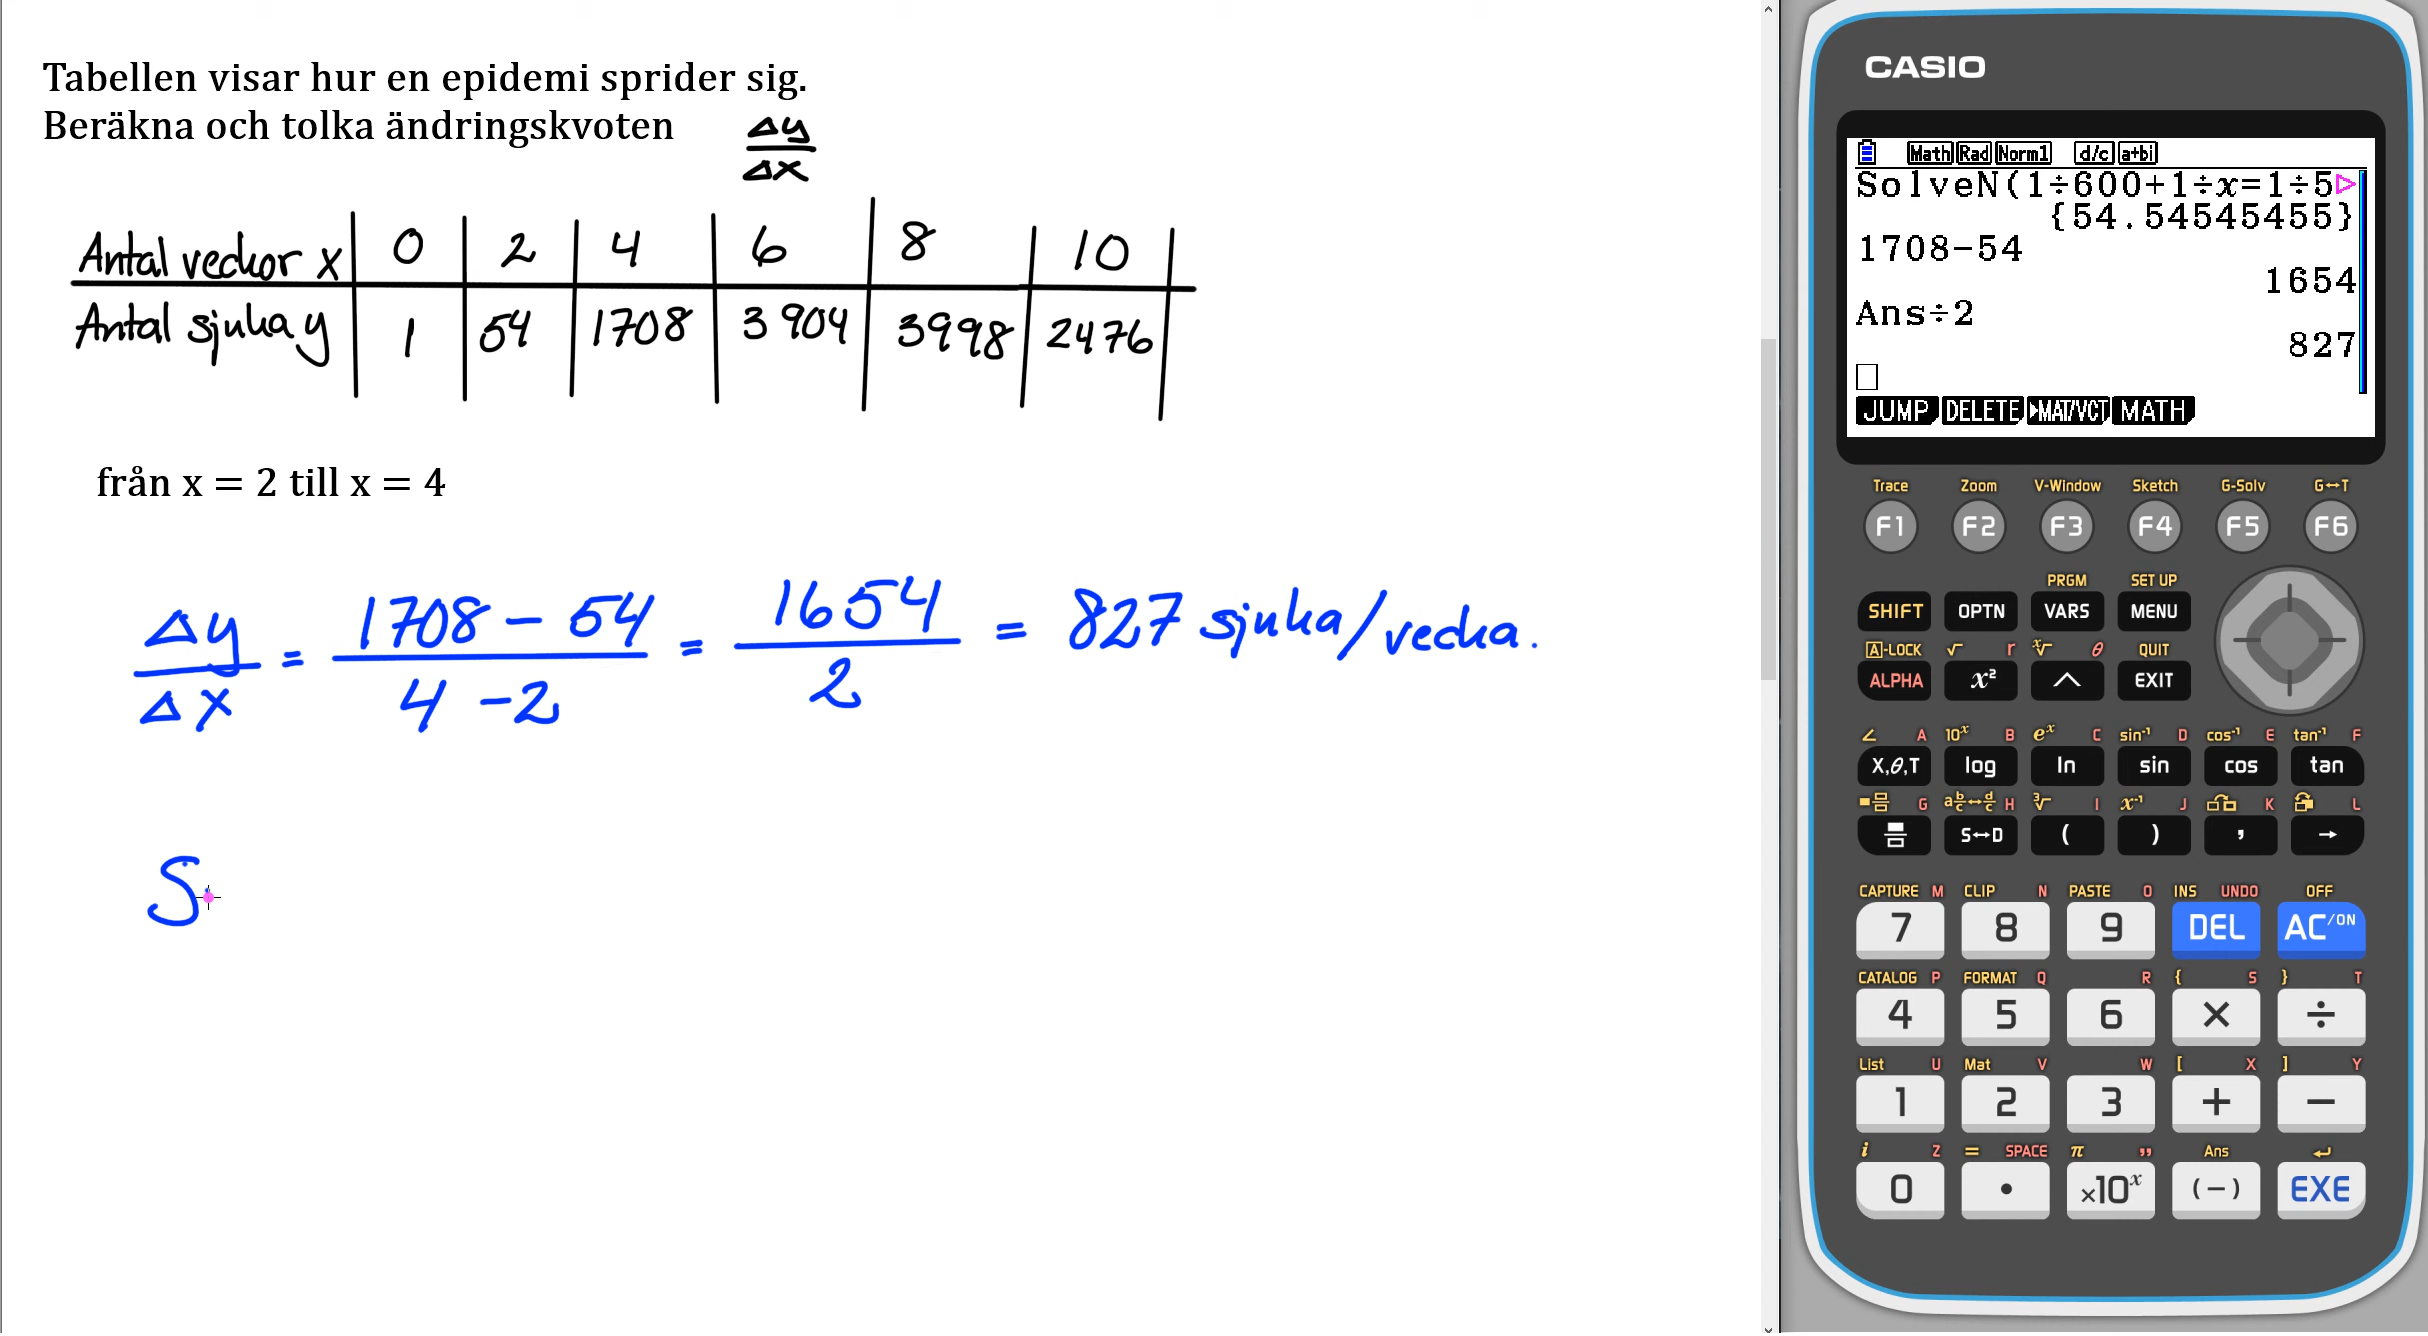 Tabellen visar hur en epidemi sprider sig.
Beräkna och tolka ändringskvoten Δy/Δx
Antal veckor x 0 2 4 6 8 10
Antal sjuka y 1 54 1708 3904 3998 2476
från x = 2 till x = 4
Δy/Δx = (1708 - 54)/(4 - 2) = 1654/2 = 827 sjuka/vecka.
S
CASIO
Math Rad Norm1 d/c a+bi
SolveN(1÷600+1÷x=1÷5
{54.54545455}
1708-54
1654
Ans÷2
827
JUMP DELETE ▶MAT/VCT MATH
Trace Zoom V-Window Sketch G-Solv G↔T
F1 F2 F3 F4 F5 F6
PRGM SET UP
SHIFT OPTN VARS MENU
A-LOCK √ r ˣ√ θ QUIT
ALPHA x² ^ EXIT
∠ A 10ˣ B eˣ C sin⁻¹ D cos⁻¹ E tan⁻¹ F
X,θ,T log ln sin cos tan
G a b/c↔d/c H ³√ I x⁻¹ J K L
S↔D ( ) , →
CAPTURE M CLIP N PASTE O INS UNDO OFF
7 8 9 DEL AC/ON
CATALOG P FORMAT Q R { S } T
4 5 6 × ÷
List U Mat V W [ X ] Y
1 2 3 + −
i Z = SPACE π " Ans ↵
0 • ×10ˣ (−) EXE